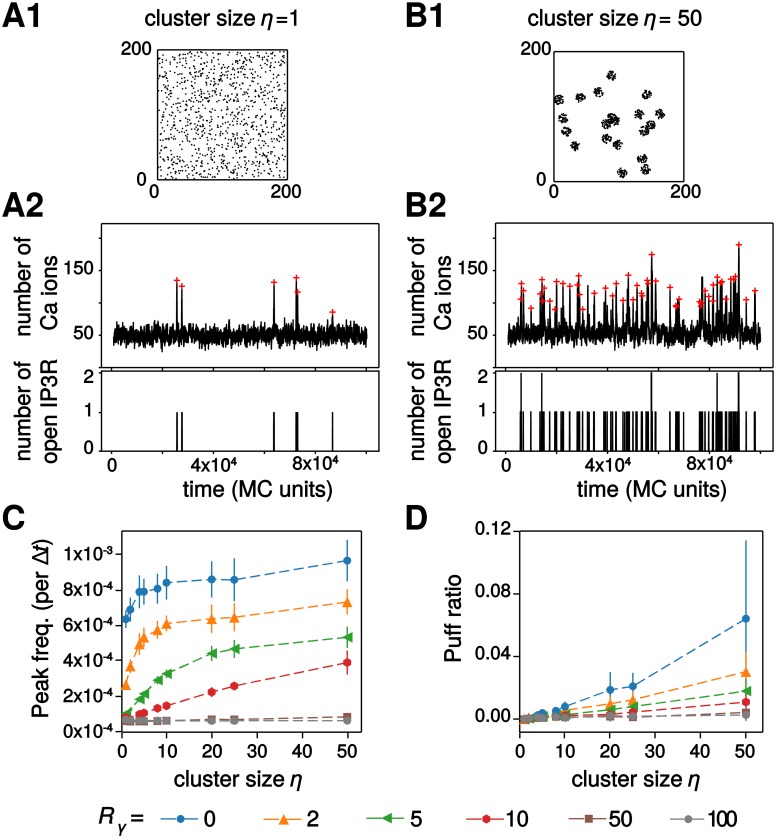 A1
cluster size η=1
200
0
0
200
B1
cluster size η= 50
200
0
0
200
A2
number of
Ca ions
150
50
number of
open IP3R
2
1
0
0
4x10⁴
8x10⁴
time (MC units)
B2
number of
Ca ions
150
50
number of
open IP3R
2
1
0
0
4x10⁴
8x10⁴
time (MC units)
C
Peak freq. (per Δt)
1x10⁻³
8x10⁻⁴
6x10⁻⁴
4x10⁻⁴
2x10⁻⁴
0x10⁻⁴
0 10 20 30 40 50
cluster size η
D
Puff ratio
0.12
0.08
0.04
0.00
0 10 20 30 40 50
cluster size η
Rγ = 0 2 5 10 50 100